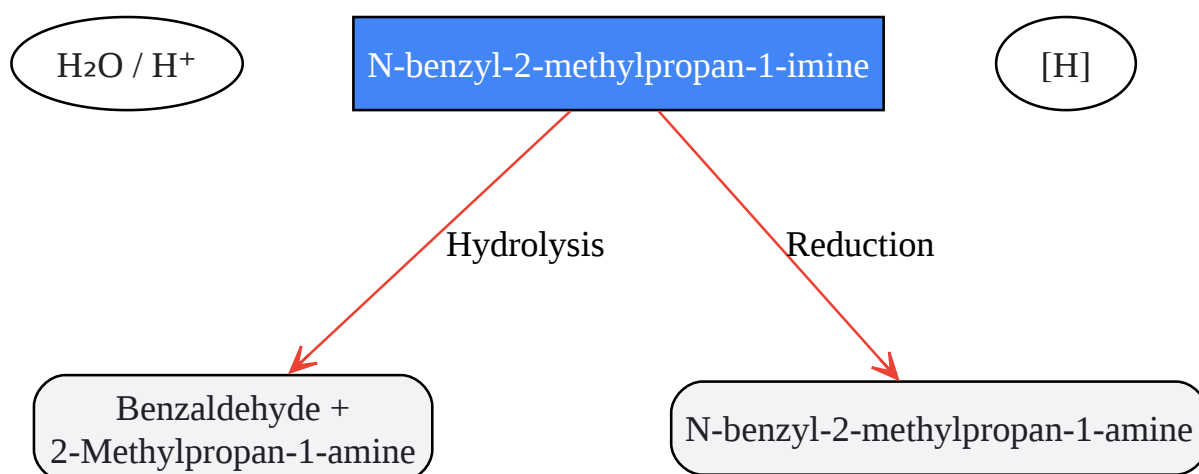 H₂O / H⁺
N-benzyl-2-methylpropan-1-imine
[H]
Hydrolysis
Reduction
Benzaldehyde +
2-Methylpropan-1-amine
N-benzyl-2-methylpropan-1-amine